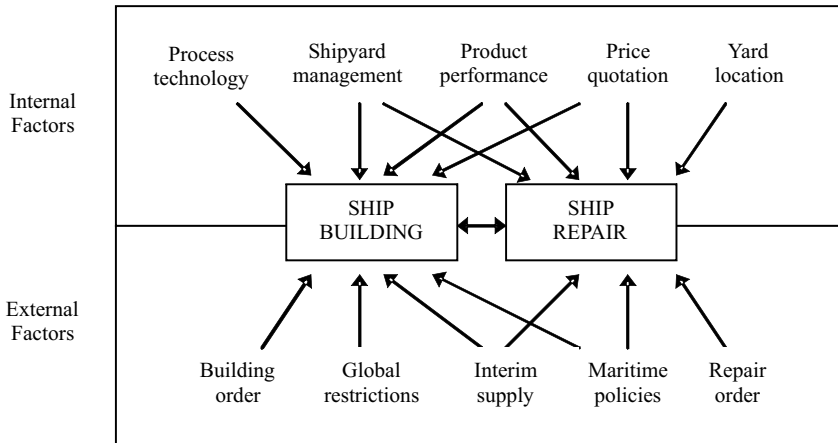 Process
technology
Shipyard
management
Product
performance
Price
quotation
Yard
location
Internal
Factors
SHIP
BUILDING
SHIP
REPAIR
External
Factors
Building
order
Global
restrictions
Interim
supply
Maritime
policies
Repair
order